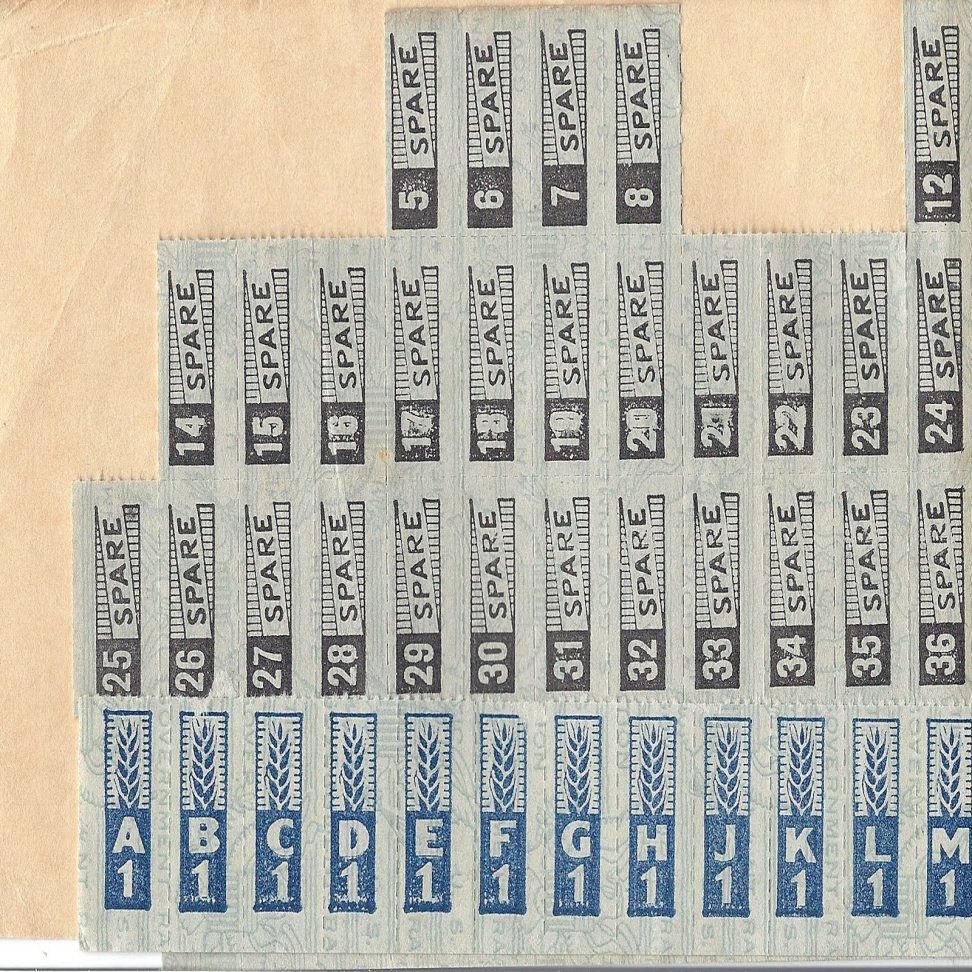 5 SPARE
6 SPARE
7 SPARE
8 SPARE
12 SPARE
14 SPARE
15 SPARE
16 SPARE
17 SPARE
18 SPARE
19 SPARE
20 SPARE
21 SPARE
22 SPARE
23 SPARE
24 SPARE
25 SPARE
26 SPARE
27 SPARE
28 SPARE
29 SPARE
30 SPARE
31 SPARE
32 SPARE
33 SPARE
34 SPARE
35 SPARE
36 SPARE
A 1
B 1
C 1
D 1
E 1
F 1
G 1
H 1
J 1
K 1
L 1
M 1